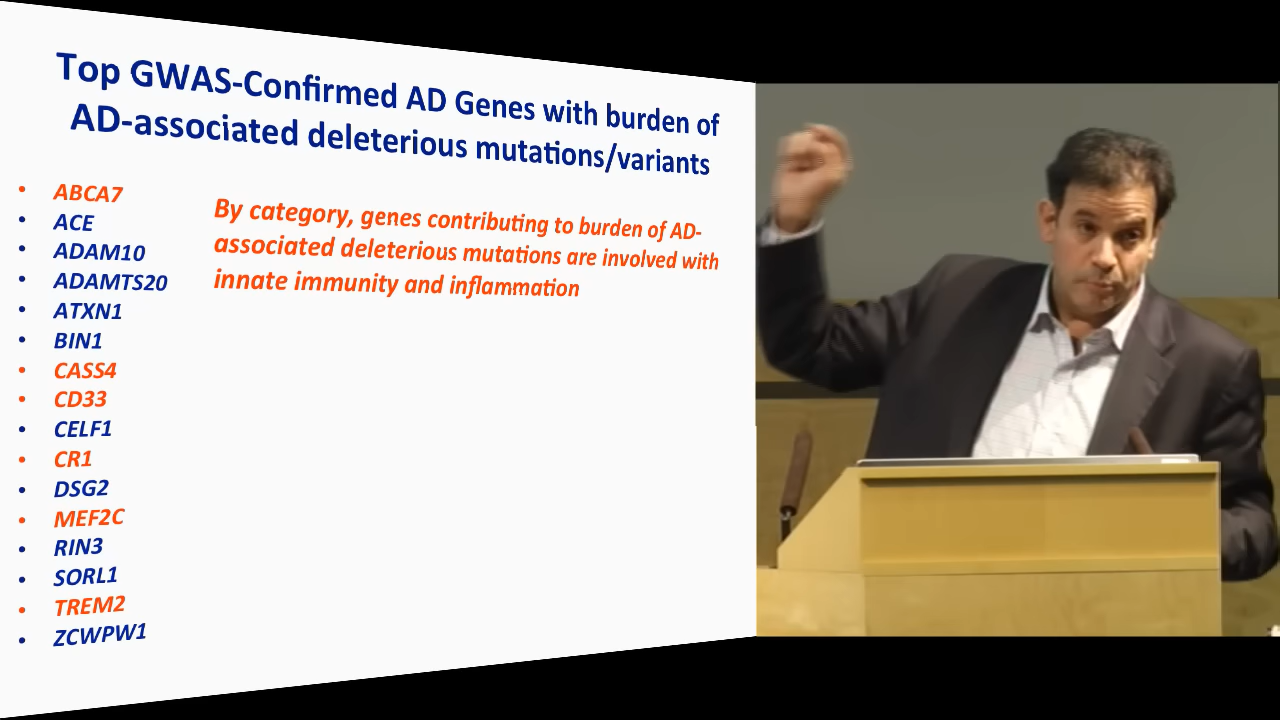 Top GWAS-Confirmed AD Genes with burden of
AD-associated deleterious mutations/variants
• ABCA7
• ACE
• ADAM10
• ADAMTS20
• ATXN1
• BIN1
• CASS4
• CD33
• CELF1
• CR1
• DSG2
• MEF2C
• RIN3
• SORL1
• TREM2
• ZCWPW1
By category, genes contributing to burden of AD-
associated deleterious mutations are involved with
innate immunity and inflammation